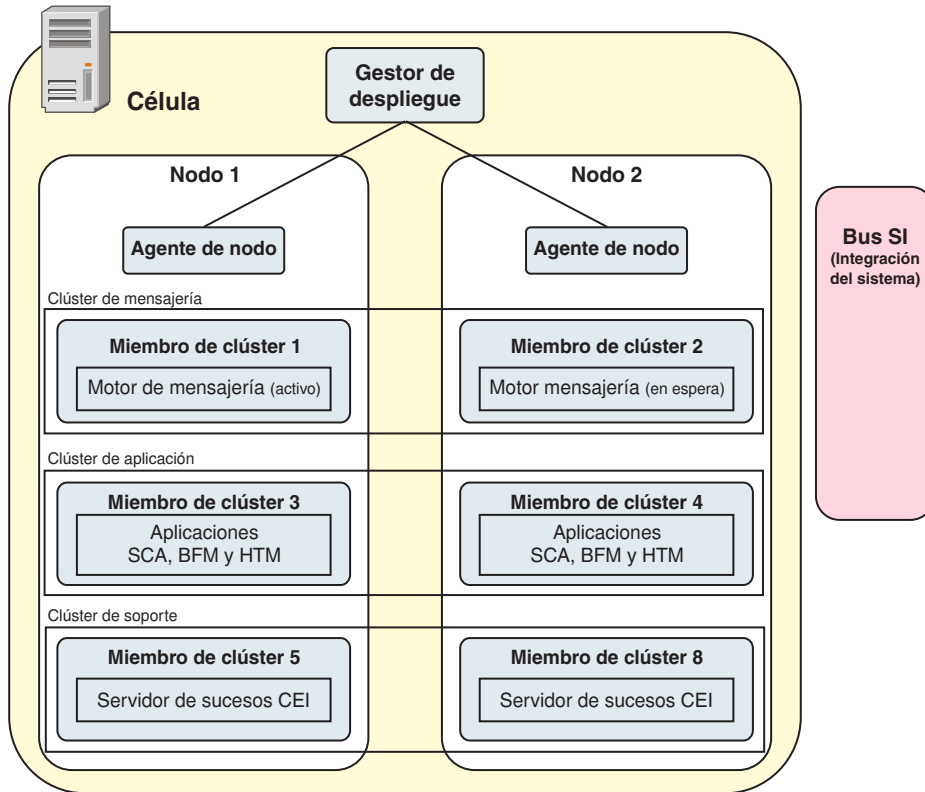 Célula
Gestor de
despliegue
Nodo 1
Nodo 2
Agente de nodo
Agente de nodo
Bus SI
(Integración
del sistema)
Clúster de mensajería
Miembro de clúster 1
Motor de mensajería (activo)
Miembro de clúster 2
Motor mensajería (en espera)
Clúster de aplicación
Miembro de clúster 3
Aplicaciones
SCA, BFM y HTM
Miembro de clúster 4
Aplicaciones
SCA, BFM y HTM
Clúster de soporte
Miembro de clúster 5
Servidor de sucesos CEI
Miembro de clúster 8
Servidor de sucesos CEI